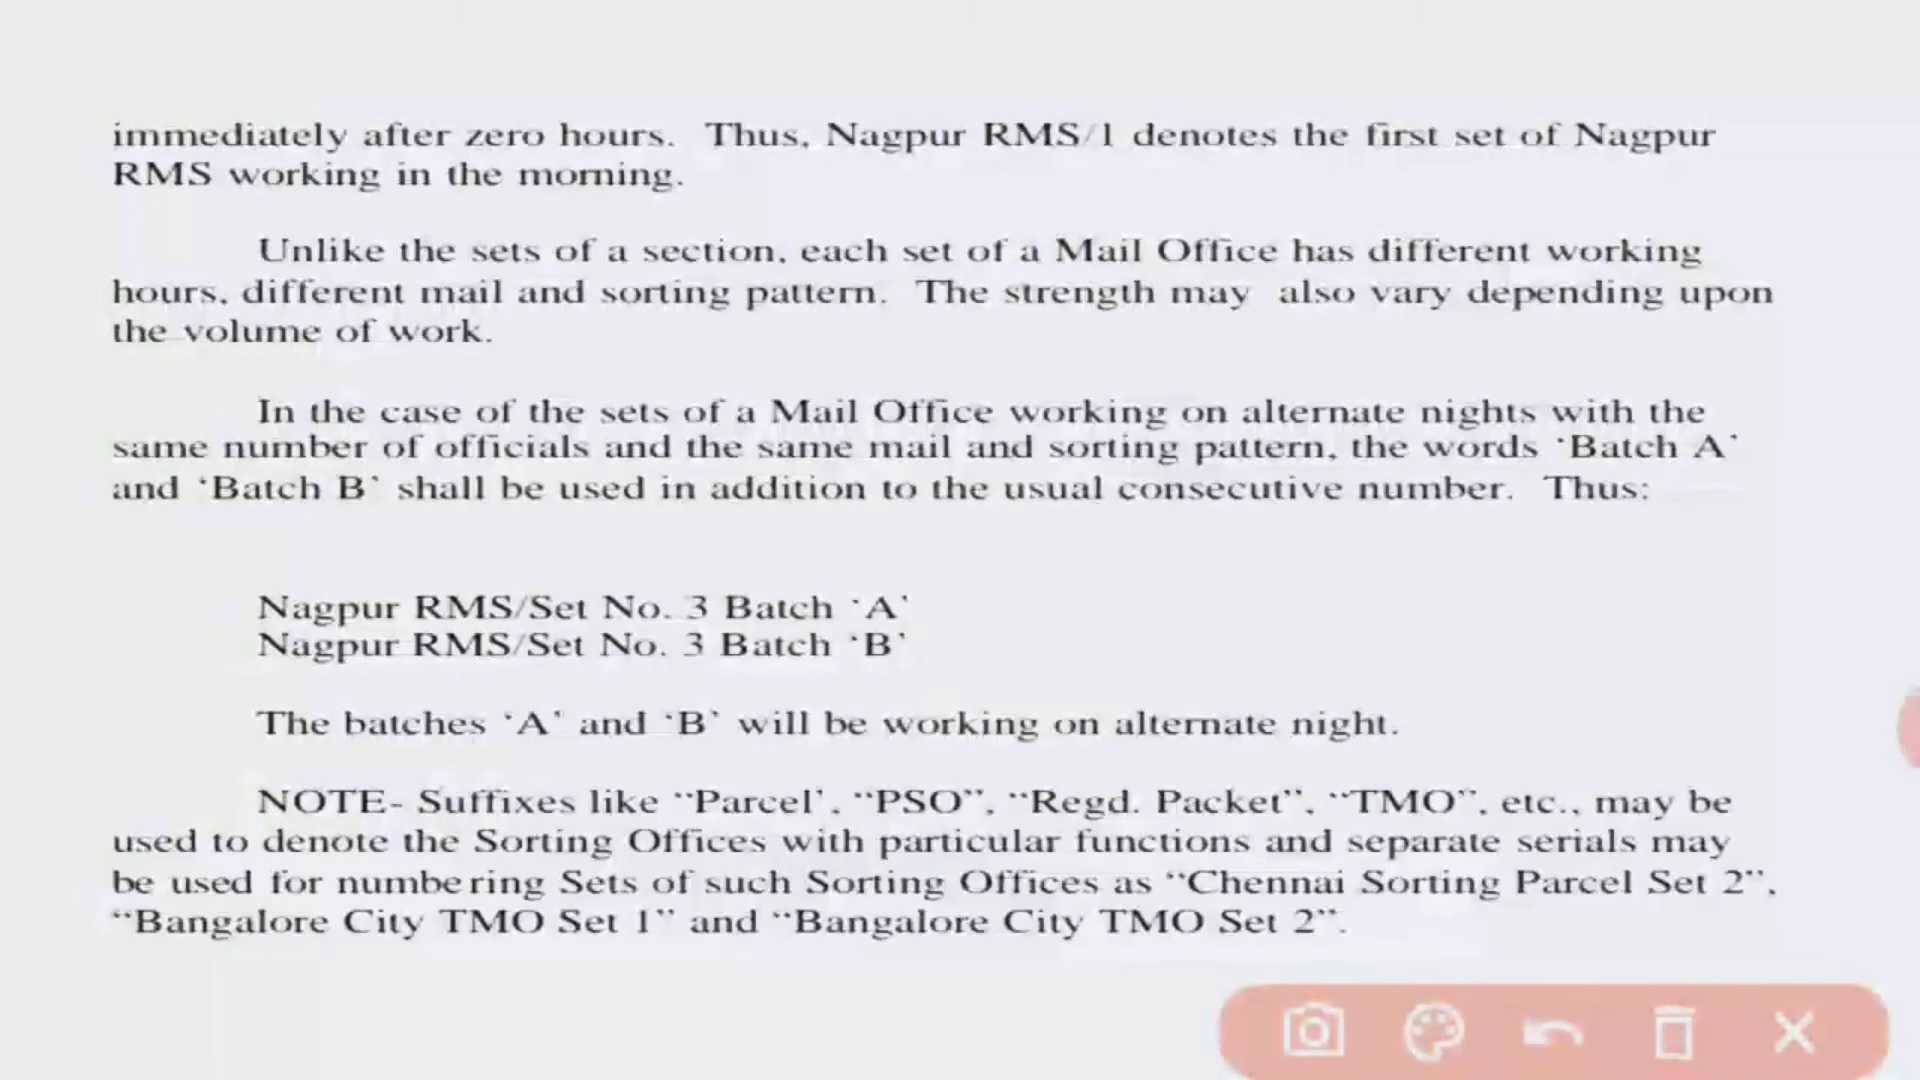 immediately after zero hours. Thus, Nagpur RMS/1 denotes the first set of Nagpur
RMS working in the morning.
Unlike the sets of a section, each set of a Mail Office has different working
hours, different mail and sorting pattern. The strength may also vary depending upon
the volume of work.
In the case of the sets of a Mail Office working on alternate nights with the
same number of officials and the same mail and sorting pattern, the words ‘Batch A’
and ‘Batch B’ shall be used in addition to the usual consecutive number. Thus:
Nagpur RMS/Set No. 3 Batch ‘A’
Nagpur RMS/Set No. 3 Batch ‘B’
The batches ‘A’ and ‘B’ will be working on alternate night.
NOTE- Suffixes like “Parcel’, “PSO”, “Regd. Packet”, “TMO”, etc., may be
used to denote the Sorting Offices with particular functions and separate serials may
be used for numbering Sets of such Sorting Offices as “Chennai Sorting Parcel Set 2”,
“Bangalore City TMO Set 1” and “Bangalore City TMO Set 2”.